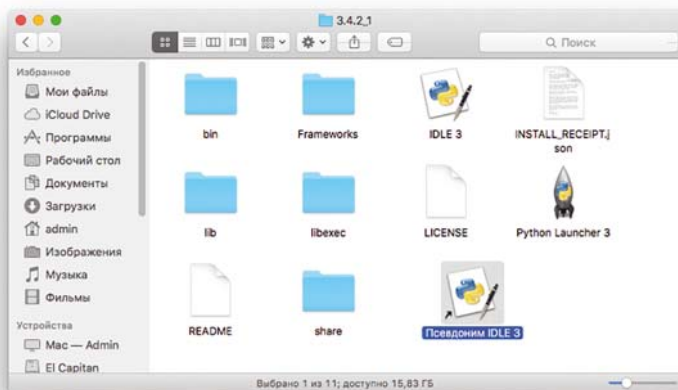 3.4.2_1
Поиск
Избранное
Мои файлы
iCloud Drive
Программы
Рабочий стол
Документы
Загрузки
admin
Изображения
Музыка
Фильмы
Устройства
Mac — Admin
El Capitan
bin
Frameworks
IDLE 3
INSTALL_RECEIPT.j
son
lib
libexec
LICENSE
Python Launcher 3
README
share
Псевдоним IDLE 3
Выбрано 1 из 11; доступно 15,83 ГБ